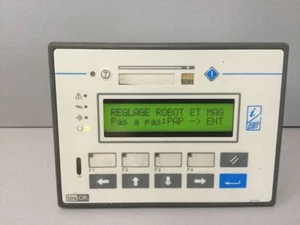 REGLAGE ROBOT ET MAG
Pas a pas:PAP -> ENT
F1 F2 F3 F4